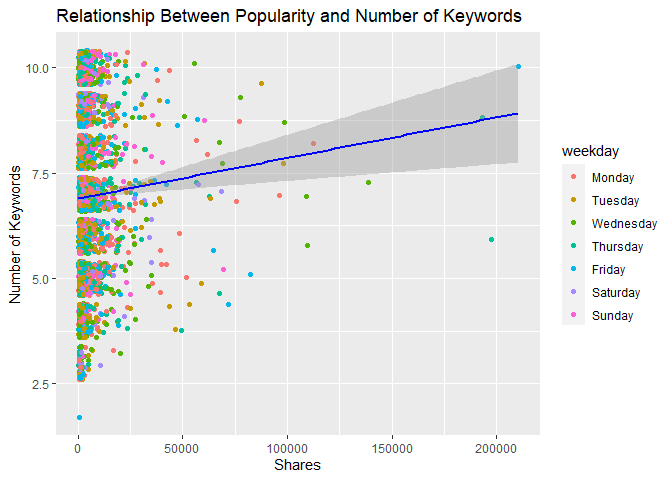 Relationship Between Popularity and Number of Keywords
Number of Keywords
10.0
7.5
5.0
2.5
0
50000
100000
150000
200000
Shares
weekday
Monday
Tuesday
Wednesday
Thursday
Friday
Saturday
Sunday